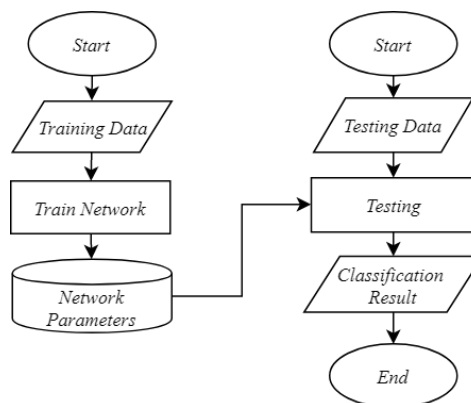 Start
Training Data
Train Network
Network
Parameters
Start
Testing Data
Testing
Classification
Result
End